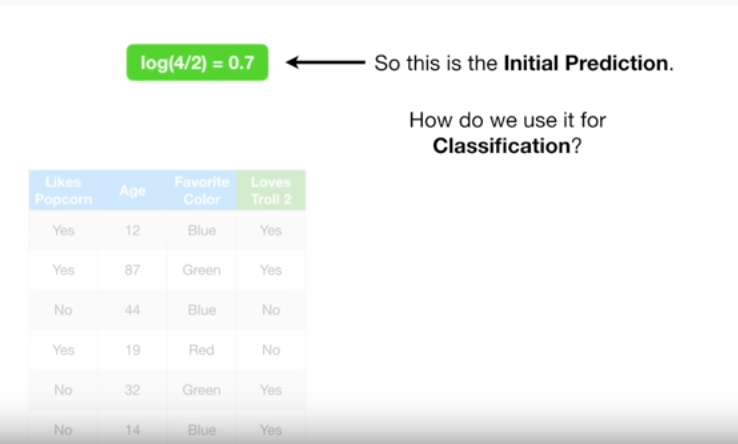 log(4/2) = 0.7
So this is the Initial Prediction.
How do we use it for
Classification?
Likes Popcorn Age Favorite Color Loves Troll 2
Yes 12 Blue Yes
Yes 87 Green Yes
No 44 Blue No
Yes 19 Red No
No 32 Green Yes
No 14 Blue Yes